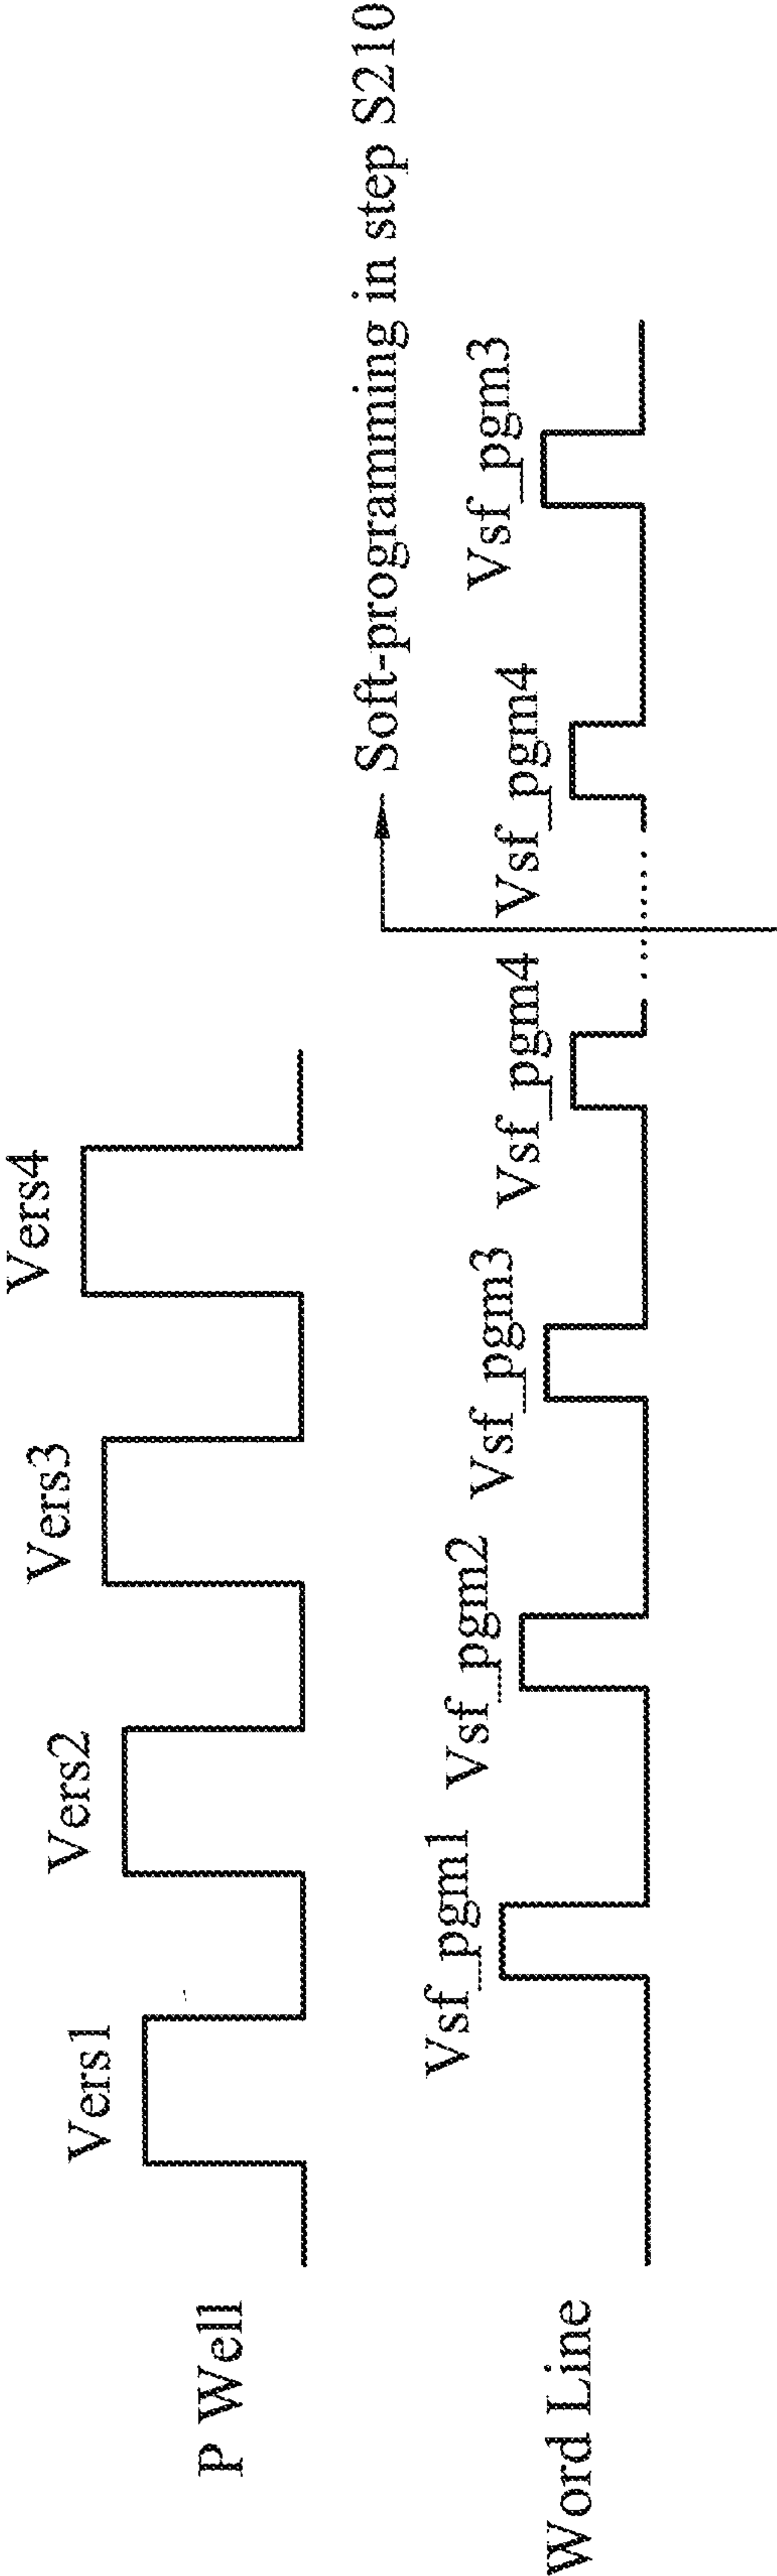 P Well
Vers1
Vers2
Vers3
Vers4
Soft-programming in step S210
Word Line
Vsf_pgm1
Vsf_pgm2
Vsf_pgm3
Vsf_pgm4
Vsf_pgm4
Vsf_pgm3